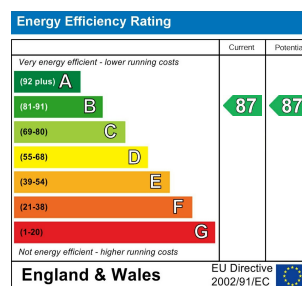 Energy Efficiency Rating
Current Potentia
Very energy efficient - lower running costs
(92 plus) A
(81-91) B 87 87
(69-80) C
(55-68) D
(39-54) E
(21-38) F
(1-20) G
Not energy efficient - higher running costs
England & Wales
EU Directive
2002/91/EC